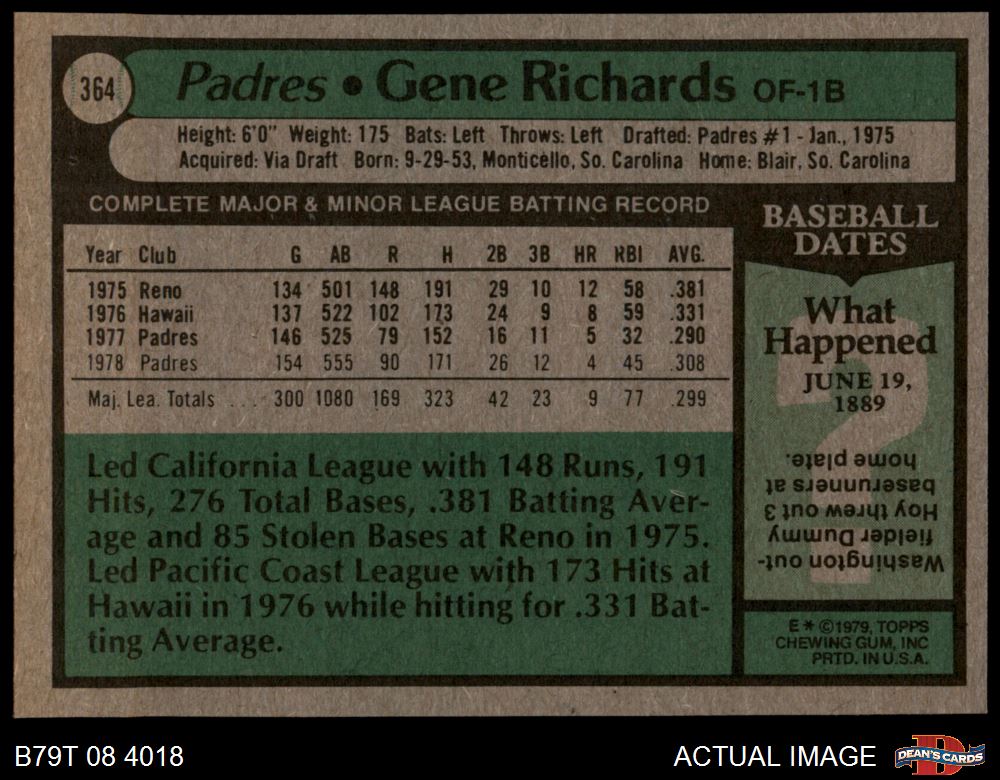 364
Padres • Gene Richards OF-1B
Height: 6'0" Weight: 175 Bats: Left Throws: Left Drafted: Padres #1 - Jan., 1975
Acquired: Via Draft Born: 9-29-53, Monticello, So. Carolina Home: Blair, So. Carolina
COMPLETE MAJOR & MINOR LEAGUE BATTING RECORD
Year Club G AB R H 2B 3B HR RBI AVG.
1975 Reno 134 501 148 191 29 10 12 58 .381
1976 Hawaii 137 522 102 173 24 9 8 59 .331
1977 Padres 146 525 79 152 16 11 5 32 .290
1978 Padres 154 555 90 171 26 12 4 45 .308
Maj. Lea. Totals . . . 300 1080 169 323 42 23 9 77 .299
Led California League with 148 Runs, 191
Hits, 276 Total Bases, .381 Batting Aver-
age and 85 Stolen Bases at Reno in 1975.
Led Pacific Coast League with 173 Hits at
Hawaii in 1976 while hitting for .331 Bat-
ting Average.
BASEBALL
DATES
What
Happened
JUNE 19,
1889
?
Washington out-
fielder Dummy
Hoy threw out 3
baserunners at
home plate.
E * ©1979, TOPPS
CHEWING GUM, INC
PRTD. IN U.S.A.
B79T 08 4018
ACTUAL IMAGE
D
DEAN'S CARDS